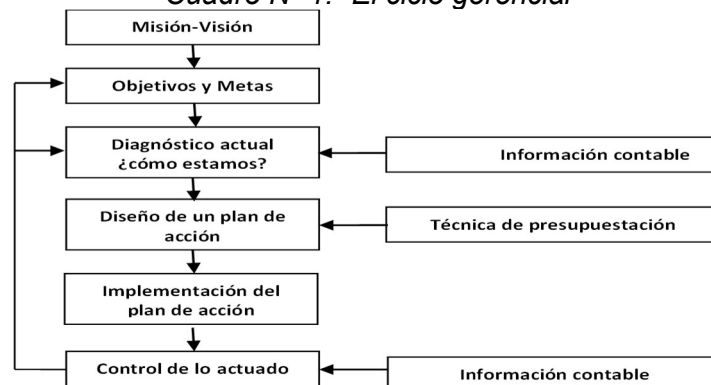 Cuadro N° 1: El ciclo gerencial
Misión-Visión
Objetivos y Metas
Diagnóstico actual
¿cómo estamos?
Información contable
Diseño de un plan de
acción
Técnica de presupuestación
Implementación del
plan de acción
Control de lo actuado
Información contable